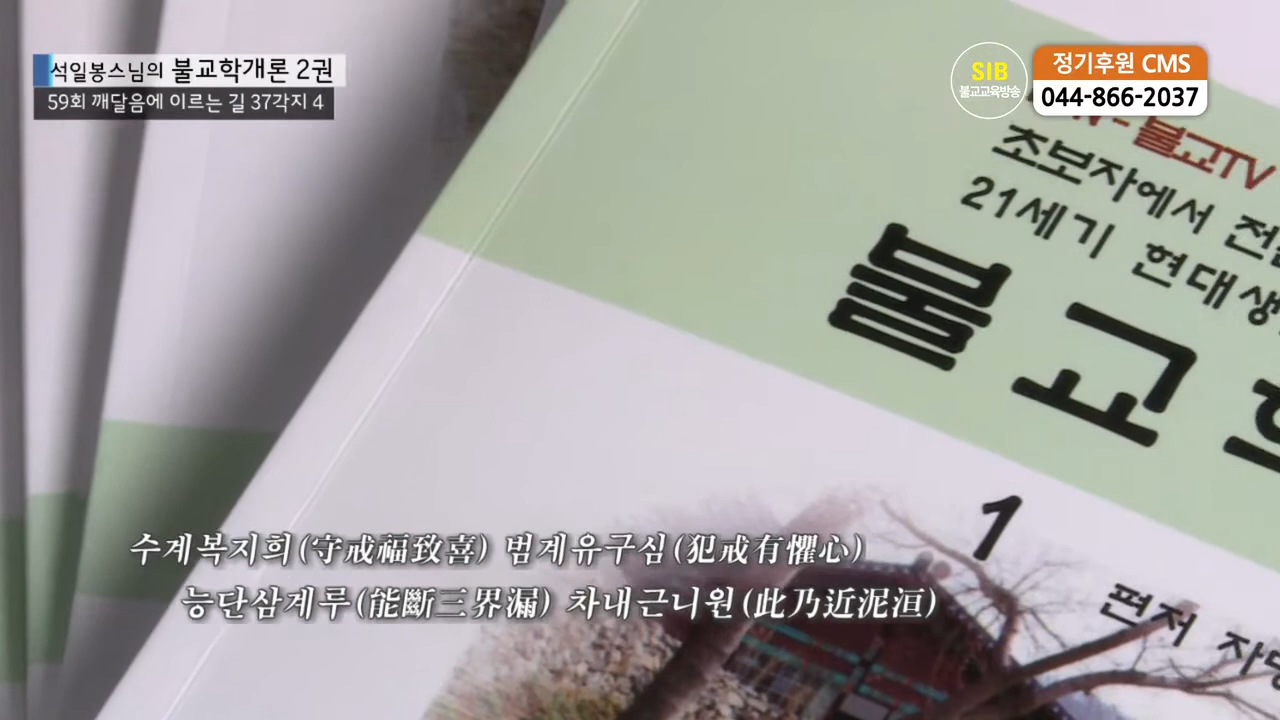 석일봉스님의 불교학개론 2권
59회 깨달음에 이르는 길 37각지 4
SIB
불교교육방송
정기후원 CMS
044-866-2037
불교TV
초보자에서
21세기 현대생
불교
1
편저
수계복지희(守戒福致喜) 범계유구심(犯戒有懼心)
능단삼계루(能斷三界漏) 차내근니원(此乃近泥洹)